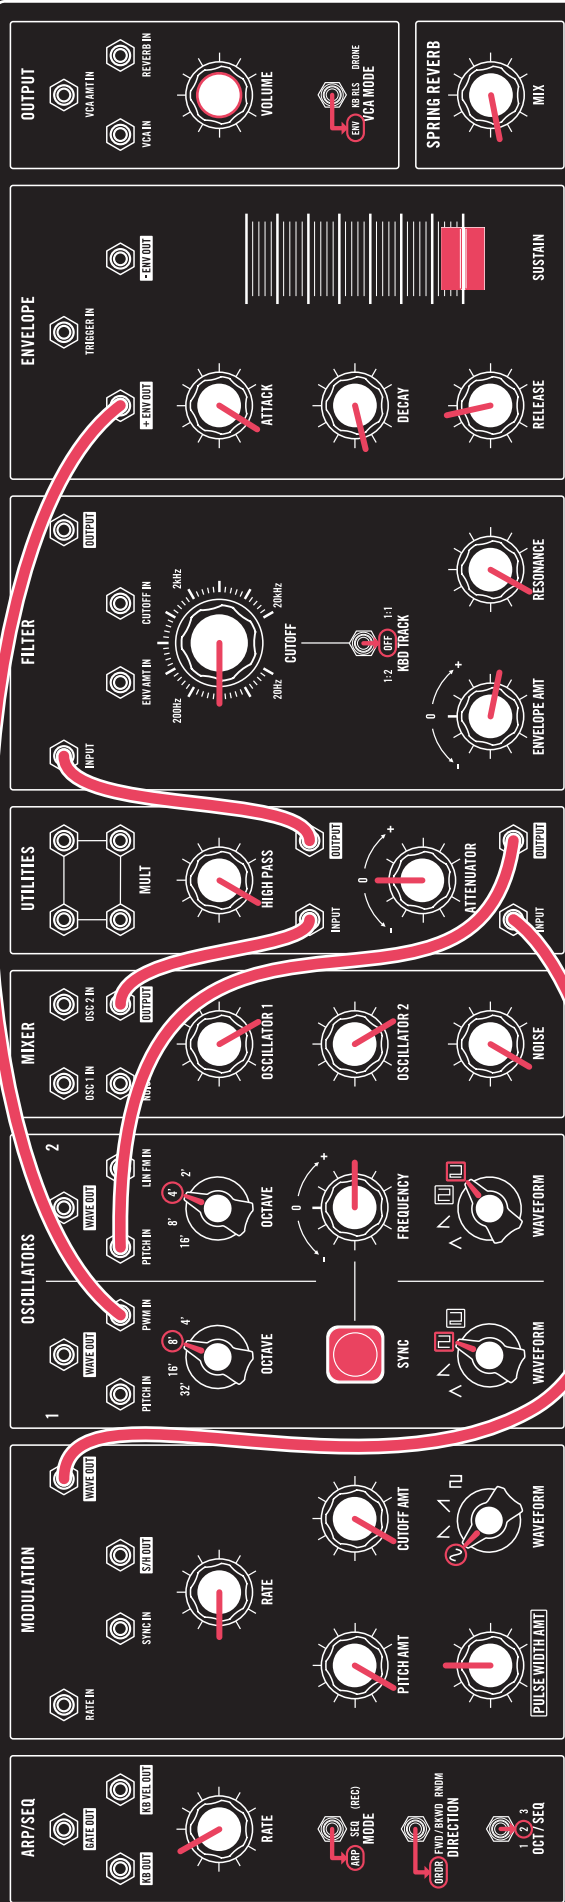 ARP/SEQ
GATE OUT
KB OUT
KB VEL OUT
RATE
ARP SEQ (REC)
MODE
ORDR FWD/BKWD RNDM
DIRECTION
1 2 3
OCT/SEQ
MODULATION
RATE IN
WAVE OUT
SYNC IN
S/H OUT
RATE
PITCH AMT
CUTOFF AMT
PULSE WIDTH AMT
WAVEFORM
OSCILLATORS
1
2
WAVE OUT
WAVE OUT
PITCH IN
PWM IN
PITCH IN
LIN FM IN
32' 16' 8' 4'
OCTAVE
16' 8' 4' 2'
OCTAVE
SYNC
- 0 +
FREQUENCY
WAVEFORM
WAVEFORM
MIXER
OSC 1 IN
OSC 2 IN
OUTPUT
OSCILLATOR 1
OSCILLATOR 2
NOISE
UTILITIES
MULT
HIGH PASS
INPUT
OUTPUT
- 0 +
ATTENUATOR
INPUT
OUTPUT
FILTER
INPUT
OUTPUT
ENV AMT IN
CUTOFF IN
20Hz
200Hz
2kHz
20kHz
CUTOFF
1:2 OFF 1:1
KBD TRACK
- 0 +
ENVELOPE AMT
RESONANCE
ENVELOPE
TRIGGER IN
+ ENV OUT
- ENV OUT
ATTACK
DECAY
RELEASE
SUSTAIN
OUTPUT
VCA AMT IN
VCA IN
REVERB IN
VOLUME
ENV KB RLS DRONE
VCA MODE
SPRING REVERB
MIX